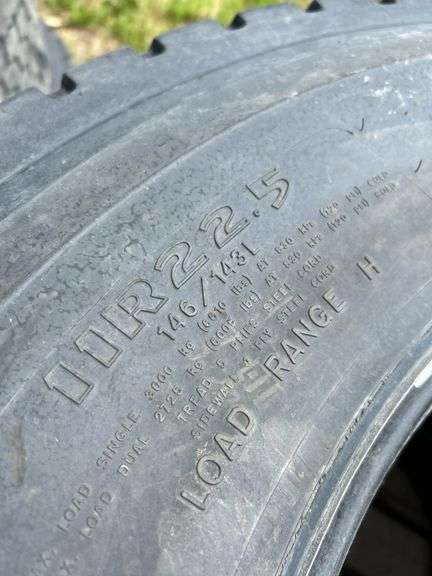 11R22.5
146/143L
LOAD SINGLE 3000 KG (6610 LBS) AT 830 KPA (120 PSI) COLD
LOAD DUAL 2725 KG (6005 LBS) AT 830 KPA (120 PSI) COLD
TREAD 5 PLIES STEEL CORD
SIDEWALL PLY STEEL CORD
LOAD RANGE H